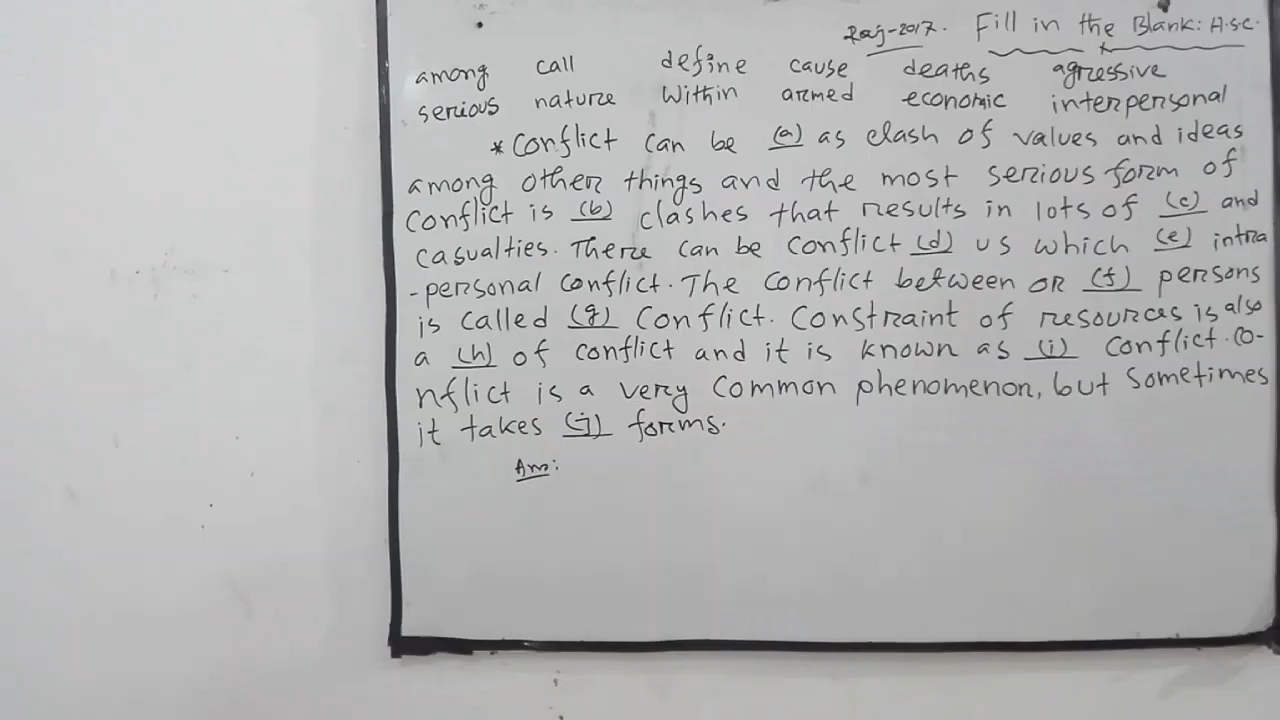 Raj-2017. Fill in the Blank: H.S.C.
among call define cause deaths agressive
serious nature Within armed economic interpersonal
* Conflict can be (a) as clash of values and ideas
among other things and the most serious form of
Conflict is (b) clashes that results in lots of (c) and
casualties. There can be conflict (d) us which (e) intra
-personal conflict. The conflict between or (f) persons
is called (g) conflict. Constraint of resources is also
a (h) of conflict and it is known as (i) conflict. Co-
nflict is a very common phenomenon, but sometimes
it takes (j) forms.
Ans: